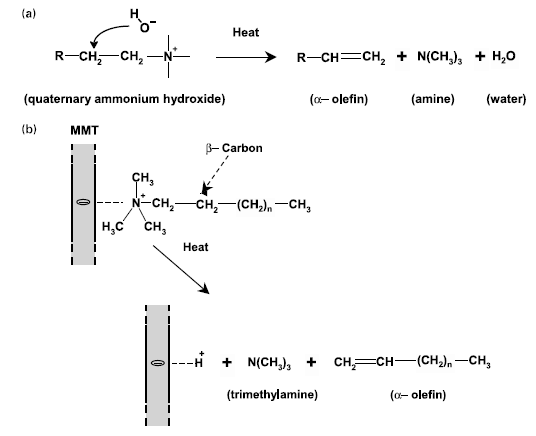 (a)
H
O⁻
Heat
R—CH₂—CH₂—N⁺— R—CH=CH₂ + N(CH₃)₃ + H₂O
(quaternary ammonium hydroxide) (α– olefin) (amine) (water)
(b) MMT
β– Carbon
CH₃
N⁺—CH₂—CH₂—(CH₂)ₙ—CH₃
H₃C CH₃
Heat
H⁺ + N(CH₃)₃ + CH₂=CH—(CH₂)ₙ—CH₃
(trimethylamine) (α– olefin)